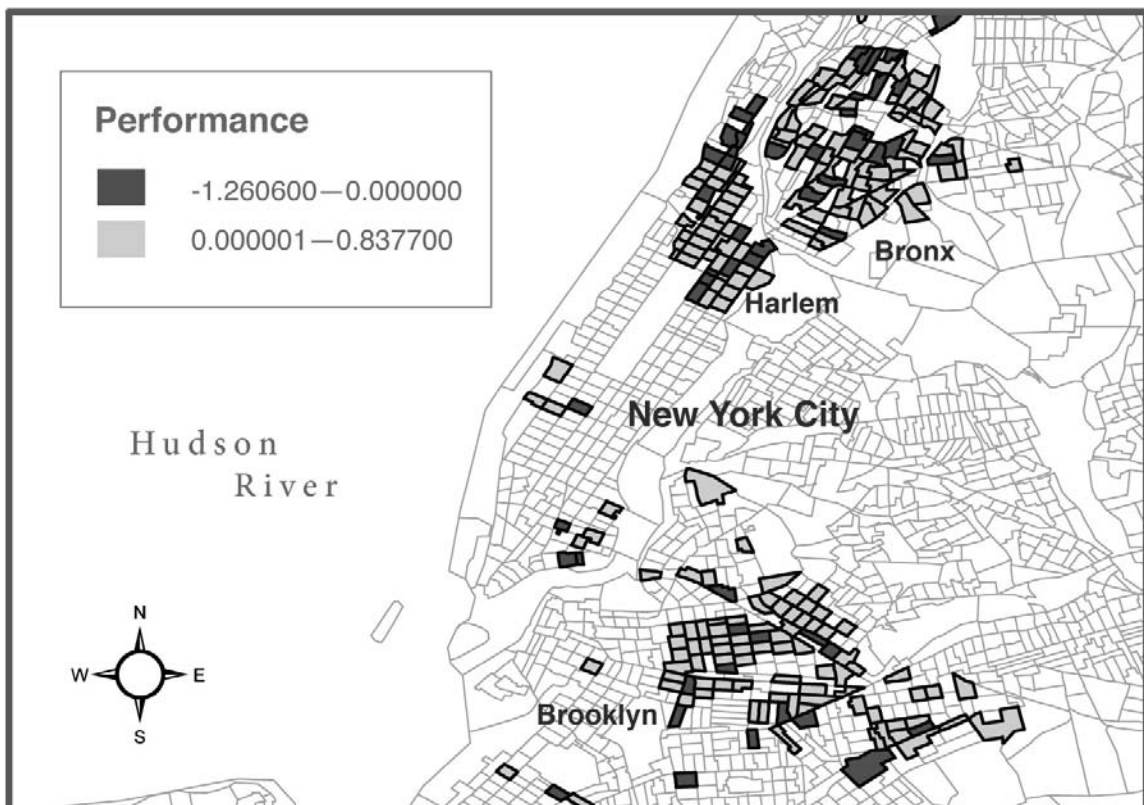 Performance
-1.260600—0.000000
0.000001—0.837700
Bronx
Harlem
New York City
Hudson
River
N
W E
S
Brooklyn